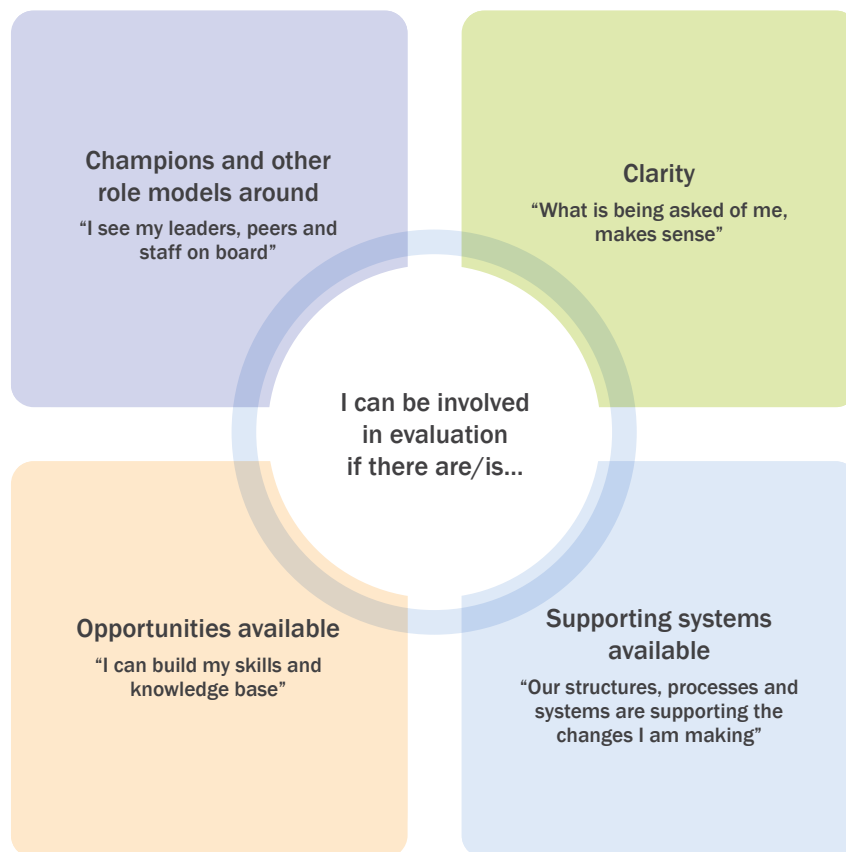 Champions and other
role models around
“I see my leaders, peers and
staff on board”
Clarity
“What is being asked of me,
makes sense”
I can be involved
in evaluation
if there are/is...
Opportunities available
“I can build my skills and
knowledge base”
Supporting systems
available
“Our structures, processes and
systems are supporting the
changes I am making”